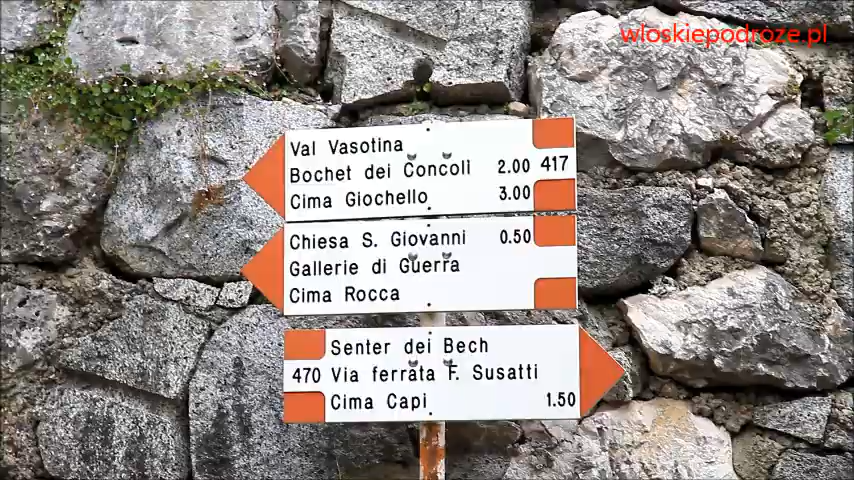 wloskiepodroze.pl
Val Vasotina
Bochet dei Concoli 2.00 417
Cima Giochello 3.00
Chiesa S. Giovanni 0.50
Gallerie di Guerra
Cima Rocca
Senter dei Bech
470 Via ferrata F. Susatti
Cima Capi 1.50